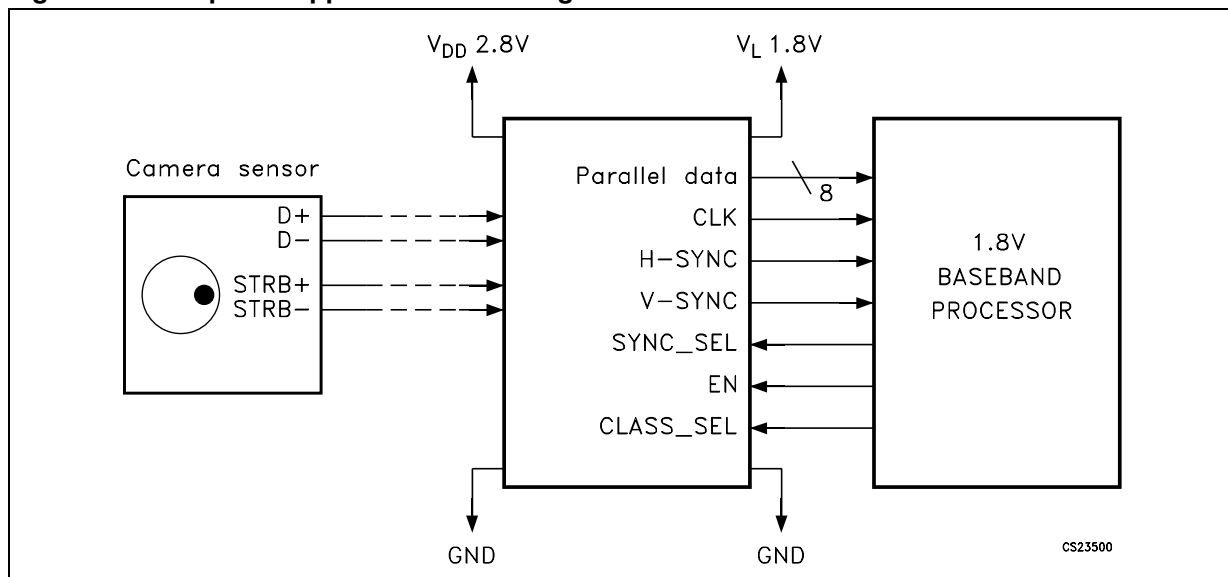 V_DD 2.8V
V_L 1.8V
Camera sensor
D+
D-
STRB+
STRB-
Parallel data
8
CLK
H-SYNC
V-SYNC
SYNC_SEL
EN
CLASS_SEL
1.8V
BASEBAND
PROCESSOR
GND
GND
CS23500